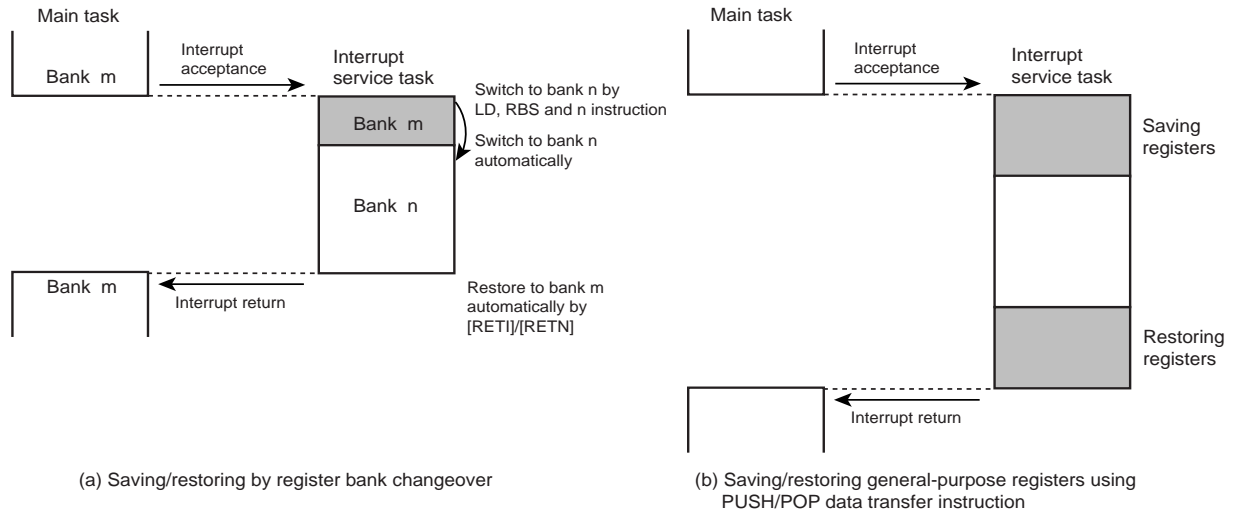 Main task
Bank m
Interrupt
acceptance
Interrupt
service task
Switch to bank n by
LD, RBS and n instruction
Bank m
Switch to bank n
automatically
Bank n
Bank m
Interrupt return
Restore to bank m
automatically by
[RETI]/[RETN]
(a) Saving/restoring by register bank changeover
Main task
Interrupt
acceptance
Interrupt
service task
Saving
registers
Restoring
registers
Interrupt return
(b) Saving/restoring general-purpose registers using
PUSH/POP data transfer instruction